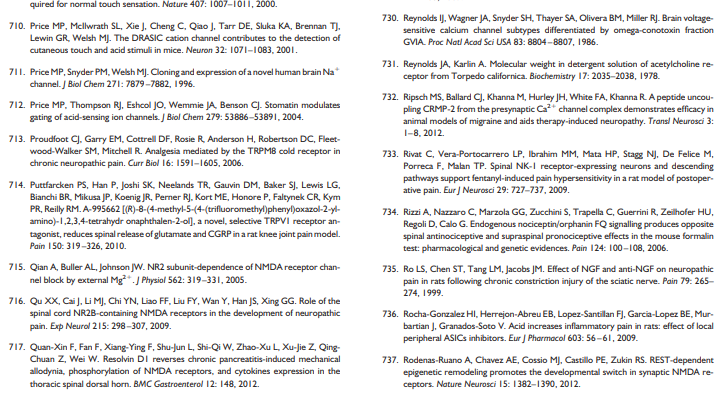 quired for normal touch sensation. Nature 407: 1007–1011, 2000.
710. Price MP, McIlwrath SL, Xie J, Cheng C, Qiao J, Tarr DE, Sluka KA, Brennan TJ,
Lewin GR, Welsh MJ. The DRASIC cation channel contributes to the detection of
cutaneous touch and acid stimuli in mice. Neuron 32: 1071–1083, 2001.
711. Price MP, Snyder PM, Welsh MJ. Cloning and expression of a novel human brain Na⁺
channel. J Biol Chem 271: 7879–7882, 1996.
712. Price MP, Thompson RJ, Eshcol JO, Wemmie JA, Benson CJ. Stomatin modulates
gating of acid-sensing ion channels. J Biol Chem 279: 53886–53891, 2004.
713. Proudfoot CJ, Garry EM, Cottrell DF, Rosie R, Anderson H, Robertson DC, Fleet-
wood-Walker SM, Mitchell R. Analgesia mediated by the TRPM8 cold receptor in
chronic neuropathic pain. Curr Biol 16: 1591–1605, 2006.
714. Puttfarcken PS, Han P, Joshi SK, Neelands TR, Gauvin DM, Baker SJ, Lewis LG,
Bianchi BR, Mikusa JP, Koenig JR, Perner RJ, Kort ME, Honore P, Faltynek CR, Kym
PR, Reilly RM. A-995662 [(R)-8-(4-methyl-5-(4-(trifluoromethyl)phenyl)oxazol-2-yl-
amino)-1,2,3,4-tetrahydr onaphthalen-2-ol], a novel, selective TRPV1 receptor an-
tagonist, reduces spinal release of glutamate and CGRP in a rat knee joint pain model.
Pain 150: 319–326, 2010.
715. Qian A, Buller AL, Johnson JW. NR2 subunit-dependence of NMDA receptor chan-
nel block by external Mg²⁺. J Physiol 562: 319–331, 2005.
716. Qu XX, Cai J, Li MJ, Chi YN, Liao FF, Liu FY, Wan Y, Han JS, Xing GG. Role of the
spinal cord NR2B-containing NMDA receptors in the development of neuropathic
pain. Exp Neurol 215: 298–307, 2009.
717. Quan-Xin F, Fan F, Xiang-Ying F, Shu-Jun L, Shi-Qi W, Zhao-Xu L, Xu-Jie Z, Qing-
Chuan Z, Wei W. Resolvin D1 reverses chronic pancreatitis-induced mechanical
allodynia, phosphorylation of NMDA receptors, and cytokines expression in the
thoracic spinal dorsal horn. BMC Gastroenterol 12: 148, 2012.
730. Reynolds IJ, Wagner JA, Snyder SH, Thayer SA, Olivera BM, Miller RJ. Brain voltage-
sensitive calcium channel subtypes differentiated by omega-conotoxin fraction
GVIA. Proc Natl Acad Sci USA 83: 8804–8807, 1986.
731. Reynolds JA, Karlin A. Molecular weight in detergent solution of acetylcholine re-
ceptor from Torpedo californica. Biochemistry 17: 2035–2038, 1978.
732. Ripsch MS, Ballard CJ, Khanna M, Hurley JH, White FA, Khanna R. A peptide uncou-
pling CRMP-2 from the presynaptic Ca²⁺ channel complex demonstrates efficacy in
animal models of migraine and aids therapy-induced neuropathy. Transl Neurosci 3:
1–8, 2012.
733. Rivat C, Vera-Portocarrero LP, Ibrahim MM, Mata HP, Stagg NJ, De Felice M,
Porreca F, Malan TP. Spinal NK-1 receptor-expressing neurons and descending
pathways support fentanyl-induced pain hypersensitivity in a rat model of postoper-
ative pain. Eur J Neurosci 29: 727–737, 2009.
734. Rizzi A, Nazzaro C, Marzola GG, Zucchini S, Trapella C, Guerrini R, Zeilhofer HU,
Regoli D, Calo G. Endogenous nociceptin/orphanin FQ signalling produces opposite
spinal antinociceptive and supraspinal pronociceptive effects in the mouse formalin
test: pharmacological and genetic evidences. Pain 124: 100–108, 2006.
735. Ro LS, Chen ST, Tang LM, Jacobs JM. Effect of NGF and anti-NGF on neuropathic
pain in rats following chronic constriction injury of the sciatic nerve. Pain 79: 265–
274, 1999.
736. Rocha-Gonzalez HI, Herrejon-Abreu EB, Lopez-Santillan FJ, Garcia-Lopez BE, Mur-
bartian J, Granados-Soto V. Acid increases inflammatory pain in rats: effect of local
peripheral ASICs inhibitors. Eur J Pharmacol 603: 56–61, 2009.
737. Rodenas-Ruano A, Chavez AE, Cossio MJ, Castillo PE, Zukin RS. REST-dependent
epigenetic remodeling promotes the developmental switch in synaptic NMDA re-
ceptors. Nature Neurosci 15: 1382–1390, 2012.